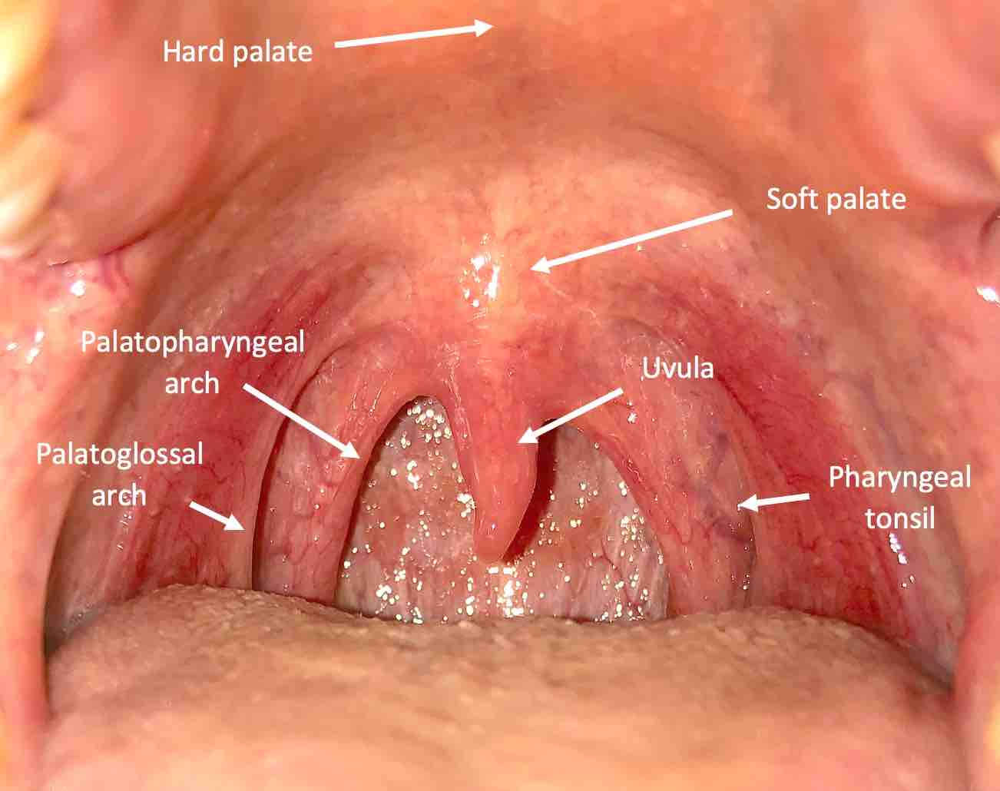 Hard palate
Soft palate
Palatopharyngeal
arch
Uvula
Palatoglossal
arch
Pharyngeal
tonsil